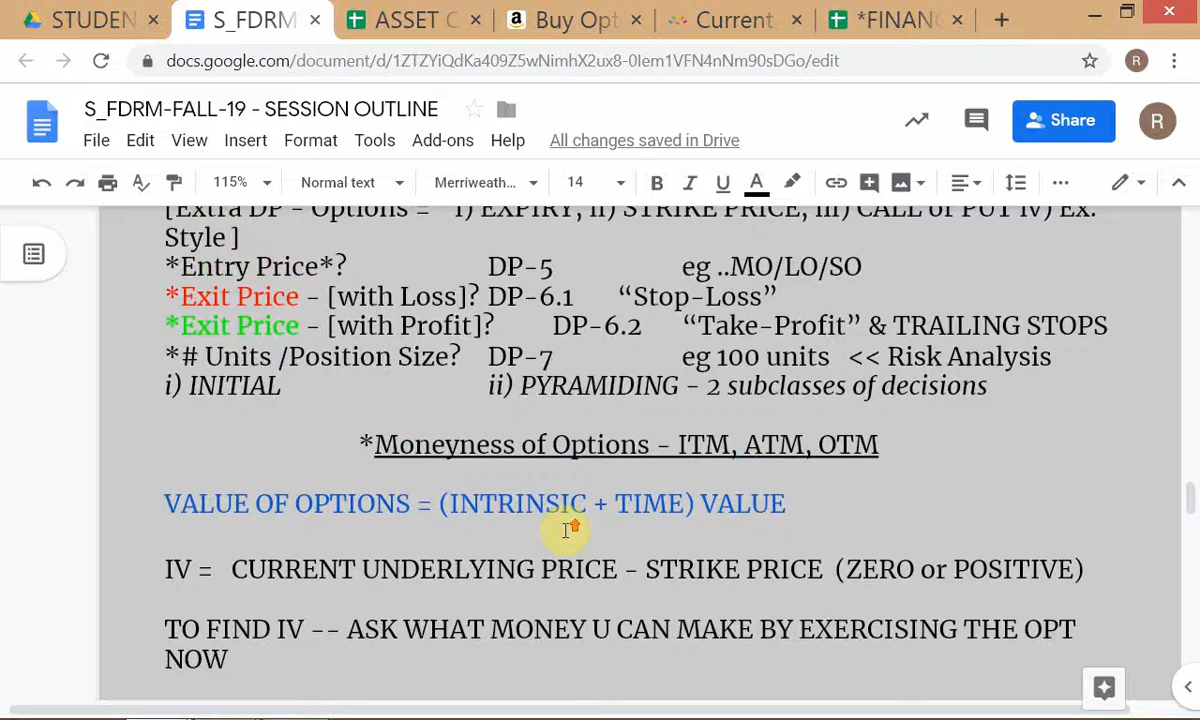 STUDEN
S_FDRM
ASSET C
Buy Opt
Current
*FINANC
docs.google.com/document/d/1ZTZYiQdKa409Z5wNimhX2ux8-0Iem1VFN4nNm90sDGo/edit
R
S_FDRM-FALL-19 - SESSION OUTLINE
File Edit View Insert Format Tools Add-ons Help All changes saved in Drive
Share
R
115% Normal text Merriweath... 14 B I U A
[Extra DP - Options = i) EXPIRY, ii) STRIKE PRICE, iii) CALL or PUT iv) Ex.
Style]
*Entry Price*? DP-5 eg ..MO/LO/SO
*Exit Price - [with Loss]? DP-6.1 “Stop-Loss”
*Exit Price - [with Profit]? DP-6.2 “Take-Profit” & TRAILING STOPS
*# Units /Position Size? DP-7 eg 100 units << Risk Analysis
i) INITIAL ii) PYRAMIDING - 2 subclasses of decisions
*Moneyness of Options - ITM, ATM, OTM
VALUE OF OPTIONS = (INTRINSIC + TIME) VALUE
IV = CURRENT UNDERLYING PRICE - STRIKE PRICE (ZERO or POSITIVE)
TO FIND IV -- ASK WHAT MONEY U CAN MAKE BY EXERCISING THE OPT
NOW